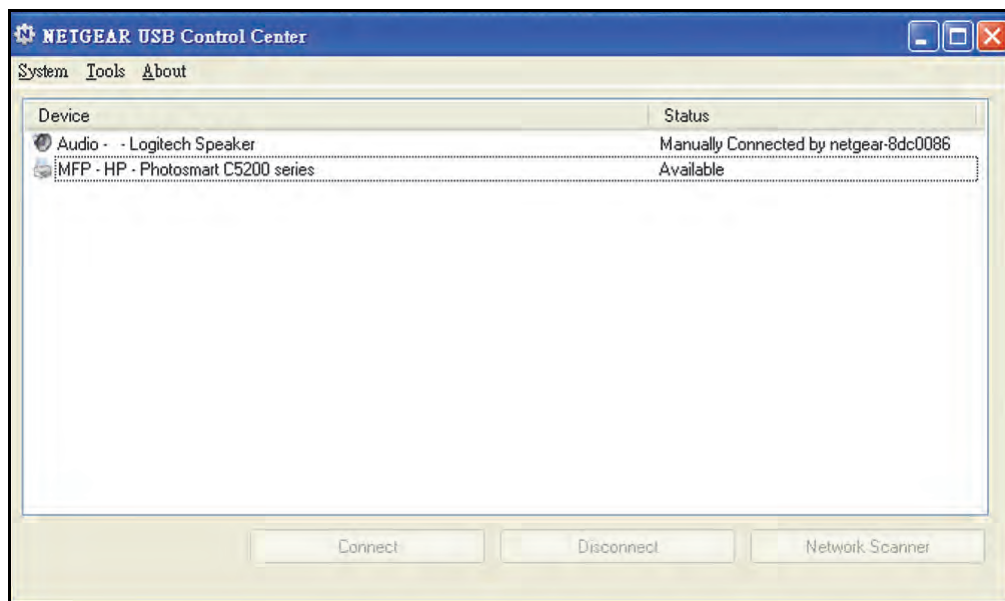 NETGEAR USB Control Center
System Tools About
Device Status
Audio - - Logitech Speaker Manually Connected by netgear-8dc0086
MFP - HP - Photosmart C5200 series Available
Connect Disconnect Network Scanner